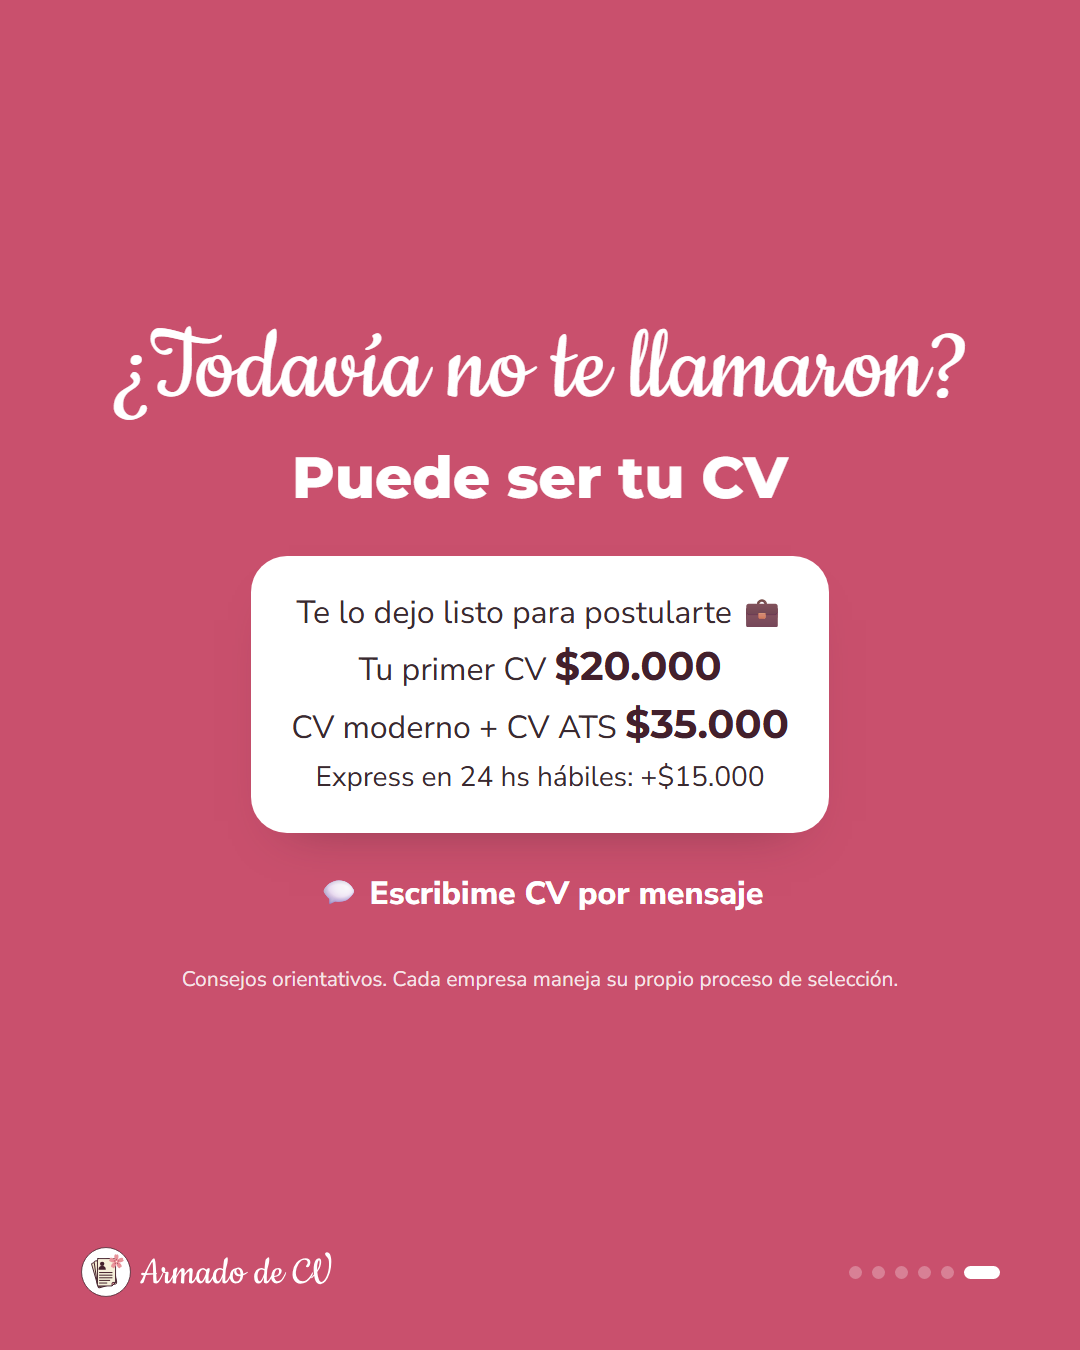 ¿Todavía no te llamaron?
Puede ser tu CV
Te lo dejo listo para postularte 💼
Tu primer CV $20.000
CV moderno + CV ATS $35.000
Express en 24 hs hábiles: +$15.000
💬 Escribime CV por mensaje
Consejos orientativos. Cada empresa maneja su propio proceso de selección.
Armado de CV